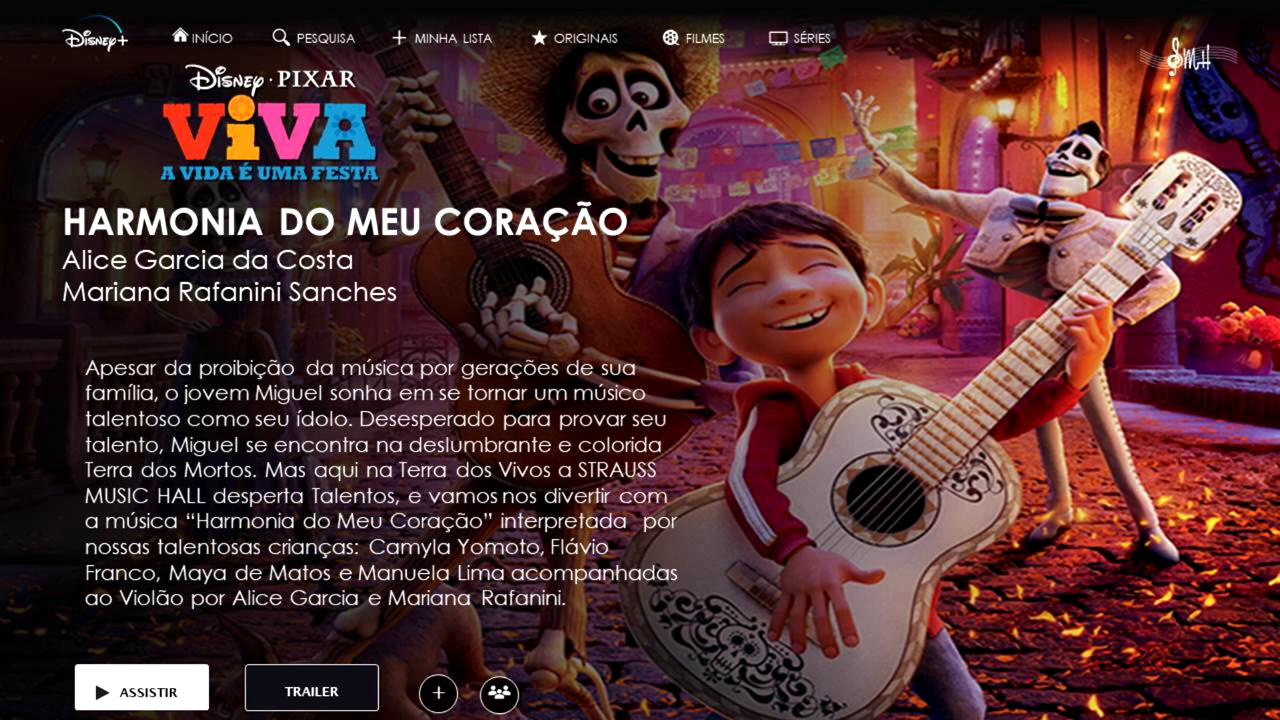 Disney+ INÍCIO PESQUISA MINHA LISTA ORIGINAIS FILMES SÉRIES
SMH
Disney · PIXAR
ViVA
A VIDA É UMA FESTA
HARMONIA DO MEU CORAÇÃO
Alice Garcia da Costa
Mariana Rafanini Sanches
Apesar da proibição da música por gerações de sua
família, o jovem Miguel sonha em se tornar um músico
talentoso como seu ídolo. Desesperado para provar seu
talento, Miguel se encontra na deslumbrante e colorida
Terra dos Mortos. Mas aqui na Terra dos Vivos a STRAUSS
MUSIC HALL desperta Talentos, e vamos nos divertir com
a música “Harmonia do Meu Coração” interpretada por
nossas talentosas crianças: Camyla Yomoto, Flávio
Franco, Maya de Matos e Manuela Lima acompanhadas
ao Violão por Alice Garcia e Mariana Rafanini.
ASSISTIR TRAILER